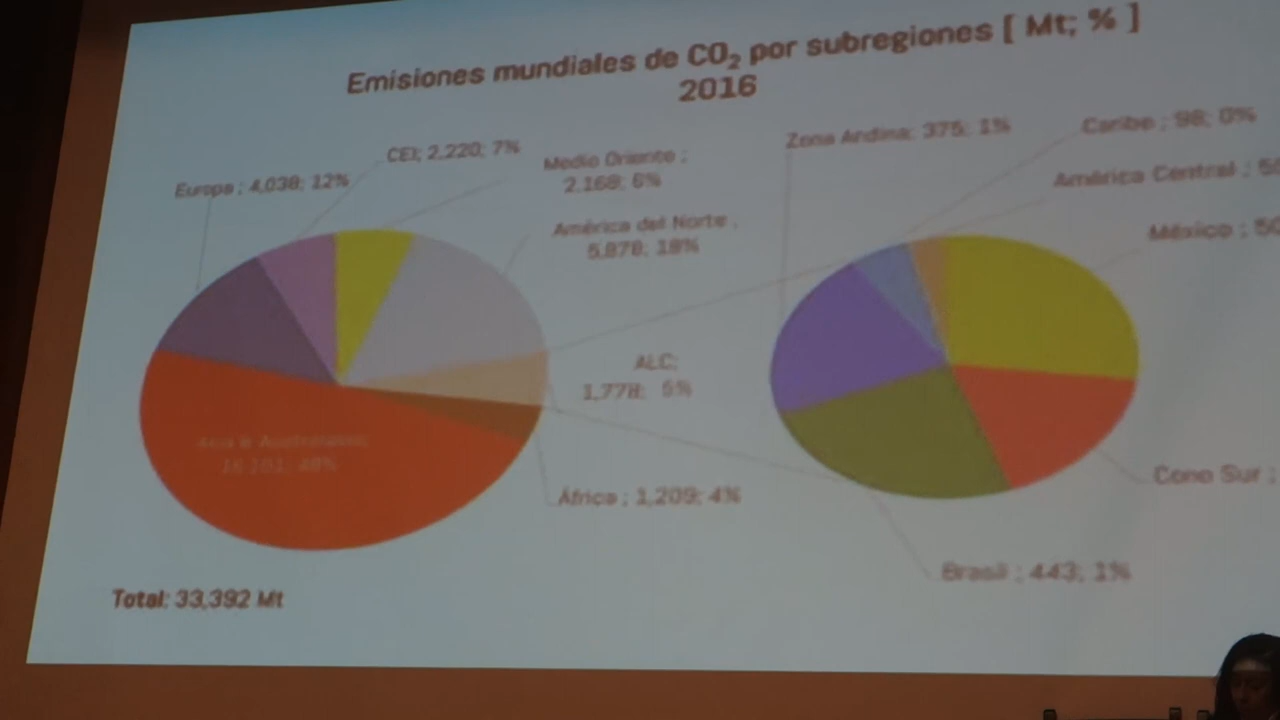 Emisiones mundiales de CO₂ por subregiones [ Mt; % ]
2016
CEI; 2,220; 7%
Europa ; 4,038; 12%
Medio Oriente ;
2,168; 6%
América del Norte ,
5,878; 18%
ALC;
1,778; 5%
África ; 1,209; 4%
Total: 33,392 Mt
Zona Andina: 375; 1%
Caribe ; 98; 0%
América Central ;
México ;
Cono Sur ;
Brasil ; 443; 1%